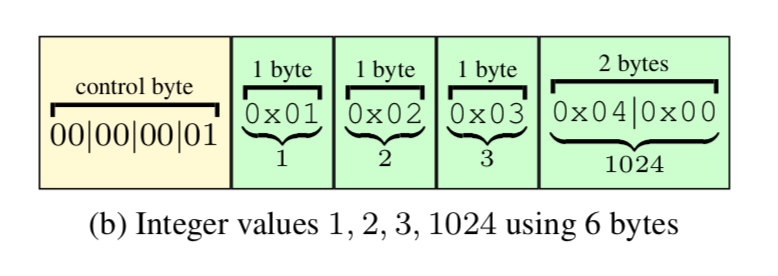 control byte 1 byte 1 byte 1 byte 2 bytes
00|00|00|01 0x01 0x02 0x03 0x04|0x00
1 2 3 1024
(b) Integer values 1, 2, 3, 1024 using 6 bytes